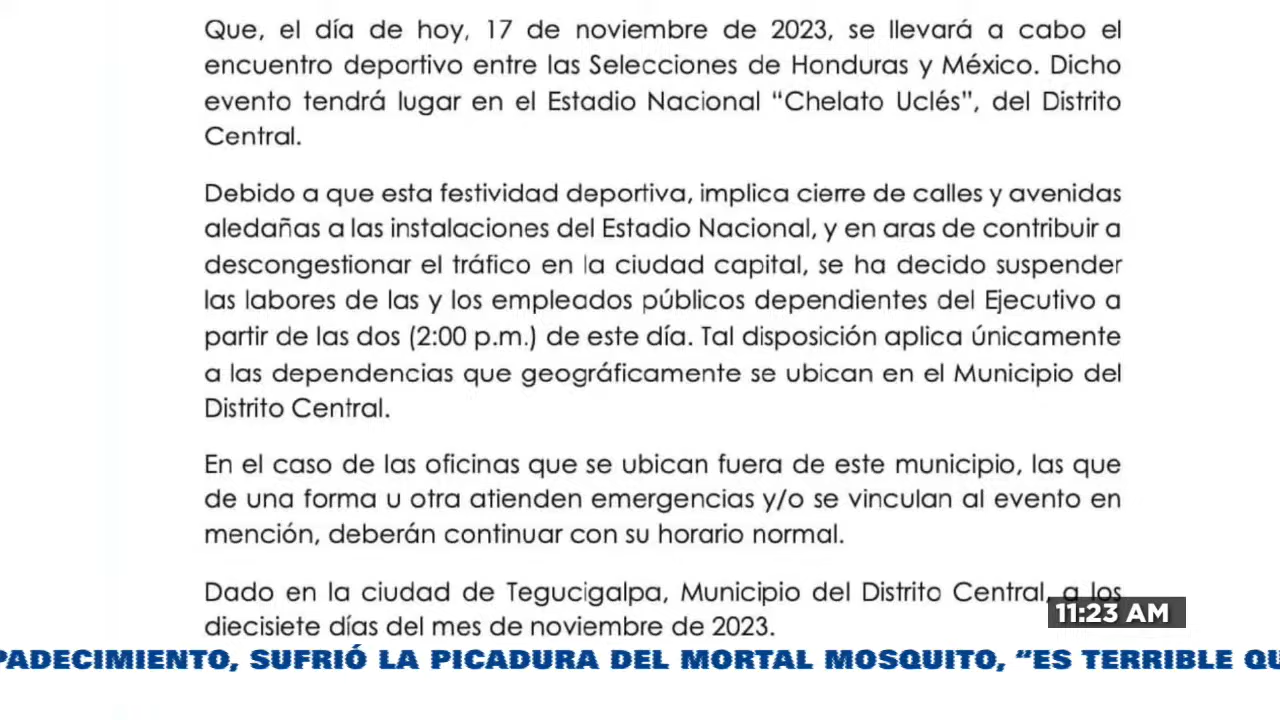 Que, el día de hoy, 17 de noviembre de 2023, se llevará a cabo el
encuentro deportivo entre las Selecciones de Honduras y México. Dicho
evento tendrá lugar en el Estadio Nacional “Chelato Uclés”, del Distrito
Central.
Debido a que esta festividad deportiva, implica cierre de calles y avenidas
aledañas a las instalaciones del Estadio Nacional, y en aras de contribuir a
descongestionar el tráfico en la ciudad capital, se ha decido suspender
las labores de las y los empleados públicos dependientes del Ejecutivo a
partir de las dos (2:00 p.m.) de este día. Tal disposición aplica únicamente
a las dependencias que geográficamente se ubican en el Municipio del
Distrito Central.
En el caso de las oficinas que se ubican fuera de este municipio, las que
de una forma u otra atienden emergencias y/o se vinculan al evento en
mención, deberán continuar con su horario normal.
Dado en la ciudad de Tegucigalpa, Municipio del Distrito Central, a los
diecisiete días del mes de noviembre de 2023.
11:23 AM
PADECIMIENTO, SUFRIÓ LA PICADURA DEL MORTAL MOSQUITO, “ES TERRIBLE QU